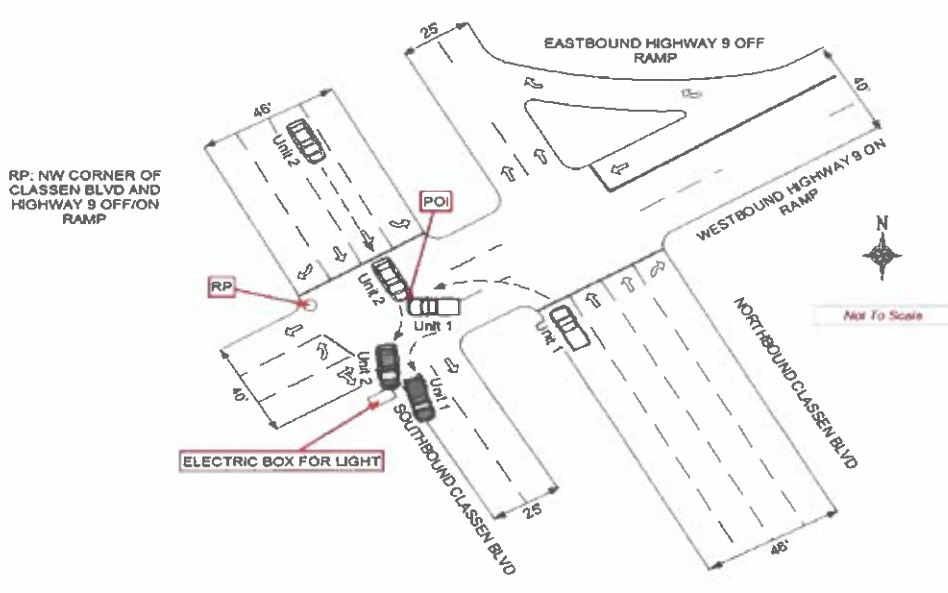 25
EASTBOUND HIGHWAY 9 OFF
RAMP
40'
46'
Unit 2
RP: NW CORNER OF
CLASSEN BLVD AND
HIGHWAY 9 OFF/ON
RAMP
POI
WESTBOUND HIGHWAY 9 ON
RAMP
N
Unit 2
RP
Unit 1
Not To Scale
Unit 1
NORTHBOUND CLASSEN BLVD
Unit 2
Unit 1
40'
SOUTHBOUND CLASSEN BLVD
ELECTRIC BOX FOR LIGHT
25
46'